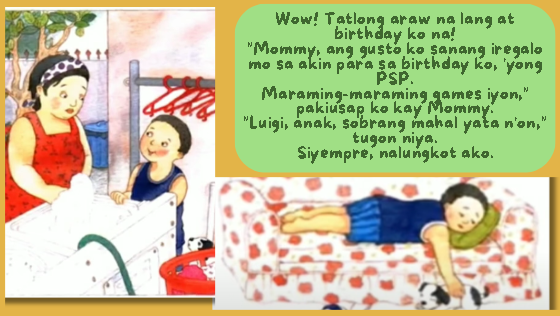 Wow! Tatlong araw na lang at
birthday ko na!
"Mommy, ang gusto ko sanang iregalo
mo sa akin para sa birthday ko, 'yong
PSP.
Maraming-maraming games iyon,"
pakiusap ko kay Mommy.
"Luigi, anak, sobrang mahal yata n'on,"
tugon niya.
Siyempre, nalungkot ako.